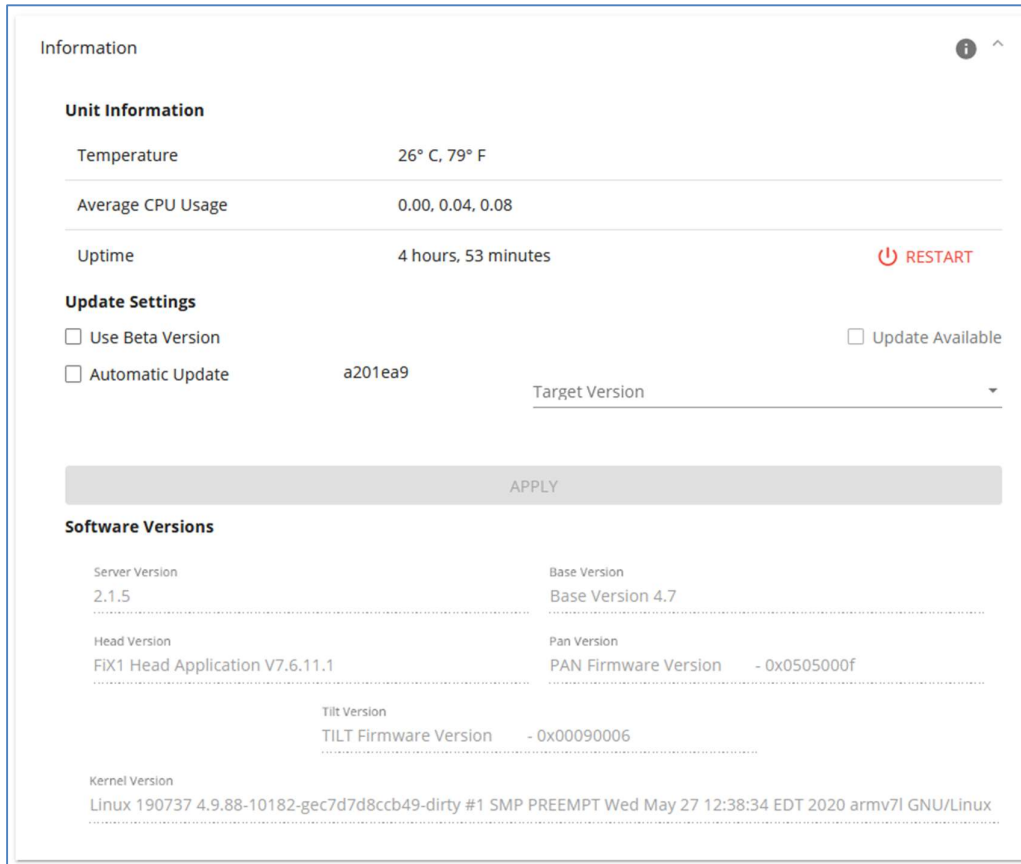 Information
Unit Information
Temperature 26° C, 79° F
Average CPU Usage 0.00, 0.04, 0.08
Uptime 4 hours, 53 minutes RESTART
Update Settings
Use Beta Version Update Available
Automatic Update a201ea9
Target Version
APPLY
Software Versions
Server Version Base Version
2.1.5 Base Version 4.7
Head Version Pan Version
FiX1 Head Application V7.6.11.1 PAN Firmware Version - 0x0505000f
Tilt Version
TILT Firmware Version - 0x00090006
Kernel Version
Linux 190737 4.9.88-10182-gec7d7d8ccb49-dirty #1 SMP PREEMPT Wed May 27 12:38:34 EDT 2020 armv7l GNU/Linux